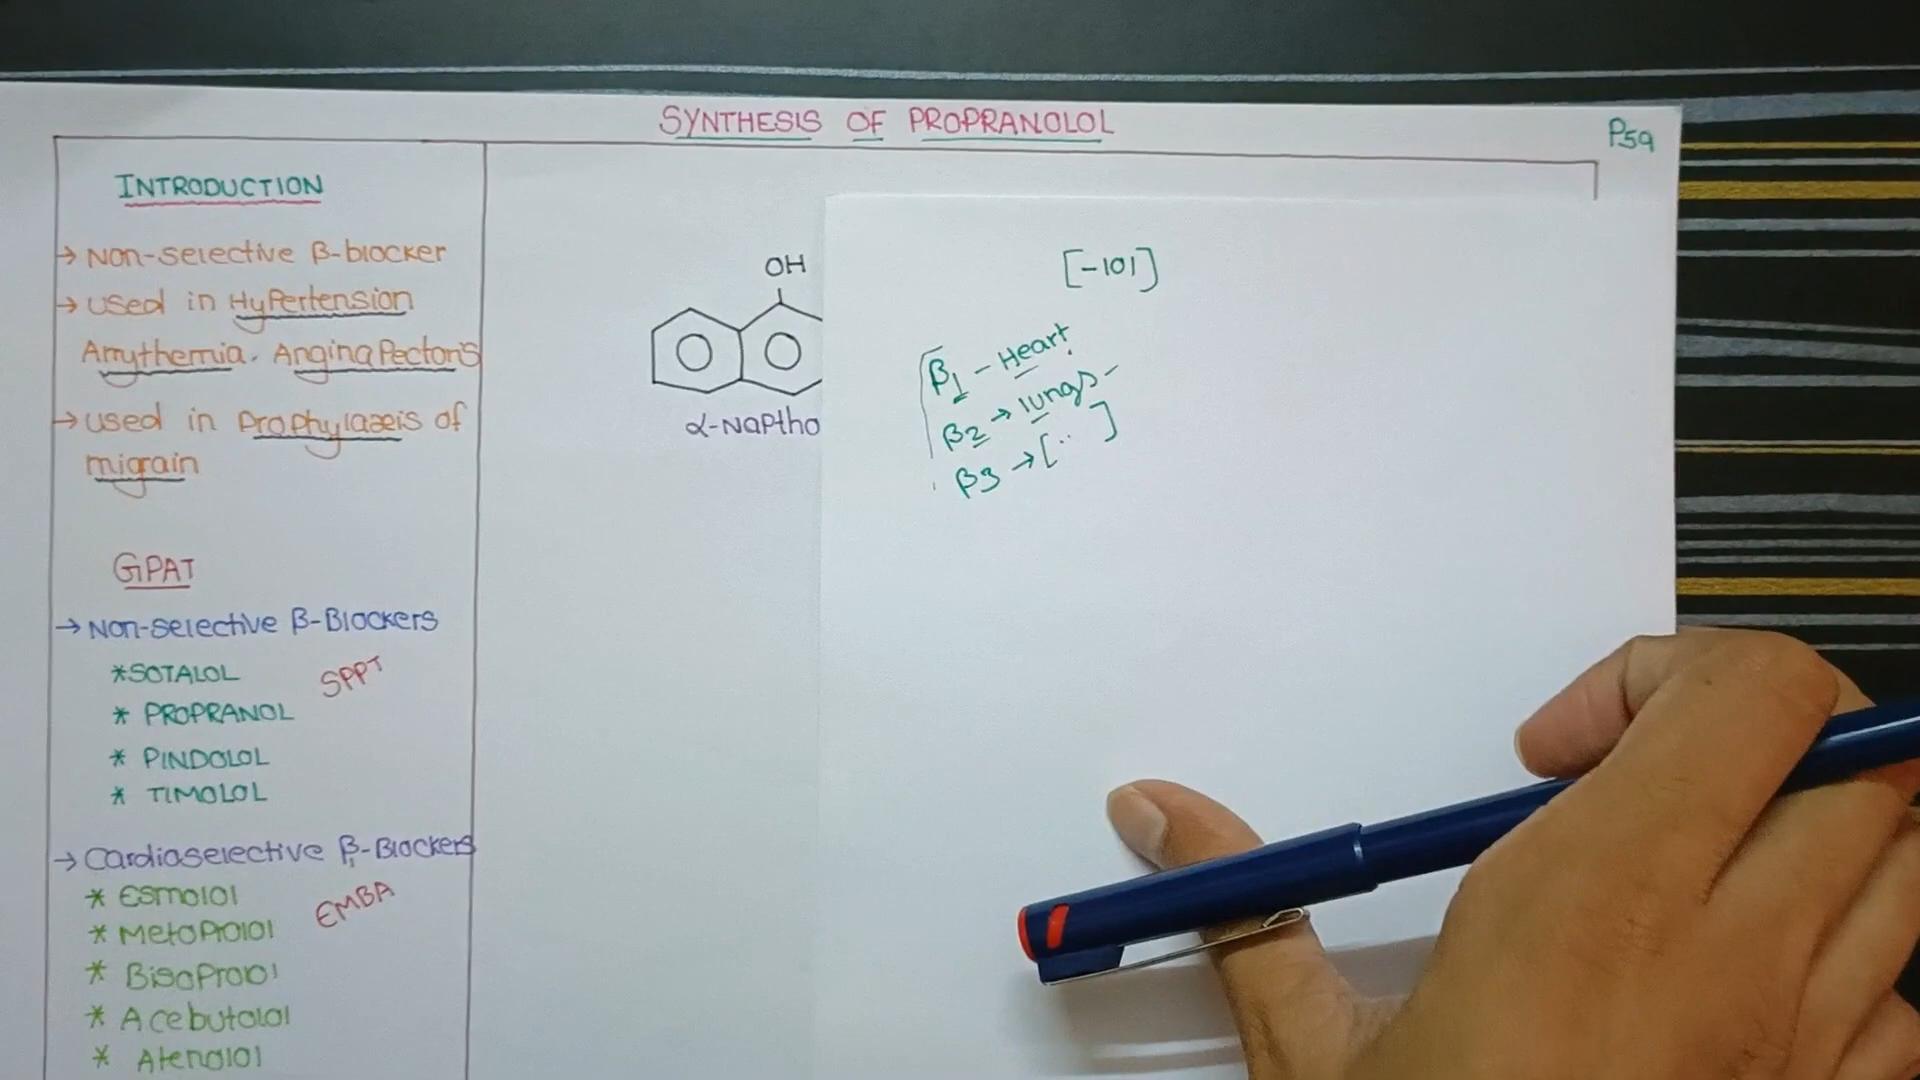 SYNTHESIS OF PROPRANOLOL
P59
INTRODUCTION
→ Non-selective β-blocker
→ used in Hypertension
Arrythemia. Angina Pectoris
→ used in Prophylaxeis of
migrain
GPAT
→ Non-selective β-Blockers
*SOTALOL
SPPT
* PROPRANOL
* PINDOLOL
* TIMOLOL
→ Cardioselective β1-Blockers
* Esmolol
EMBA
* Metoprolol
* Bisoprolol
* Acebutolol
* Atenolol
OH
α-Naptho
[-lol]
β1 - Heart
β2 → lungs -
β3 → [.. ]